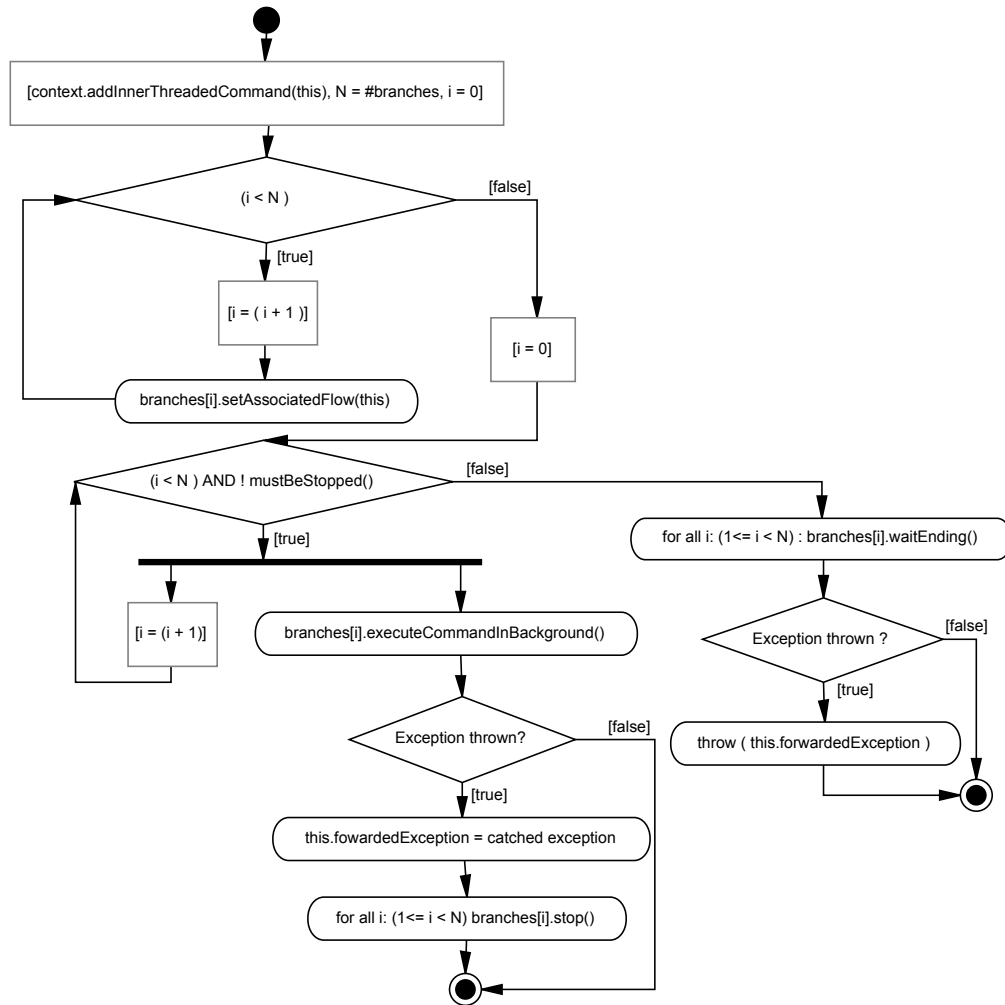 [context.addInnerThreadedCommand(this), N = #branches, i = 0]
(i < N )
[false]
[true]
[i = ( i + 1 )]
[i = 0]
branches[i].setAssociatedFlow(this)
(i < N ) AND ! mustBeStopped()
[false]
[true]
for all i: (1<= i < N) : branches[i].waitEnding()
[i = (i + 1)]
branches[i].executeCommandInBackground()
Exception thrown ?
[false]
[true]
Exception thrown?
[false]
throw ( this.forwardedException )
[true]
this.fowardedException = catched exception
for all i: (1<= i < N) branches[i].stop()